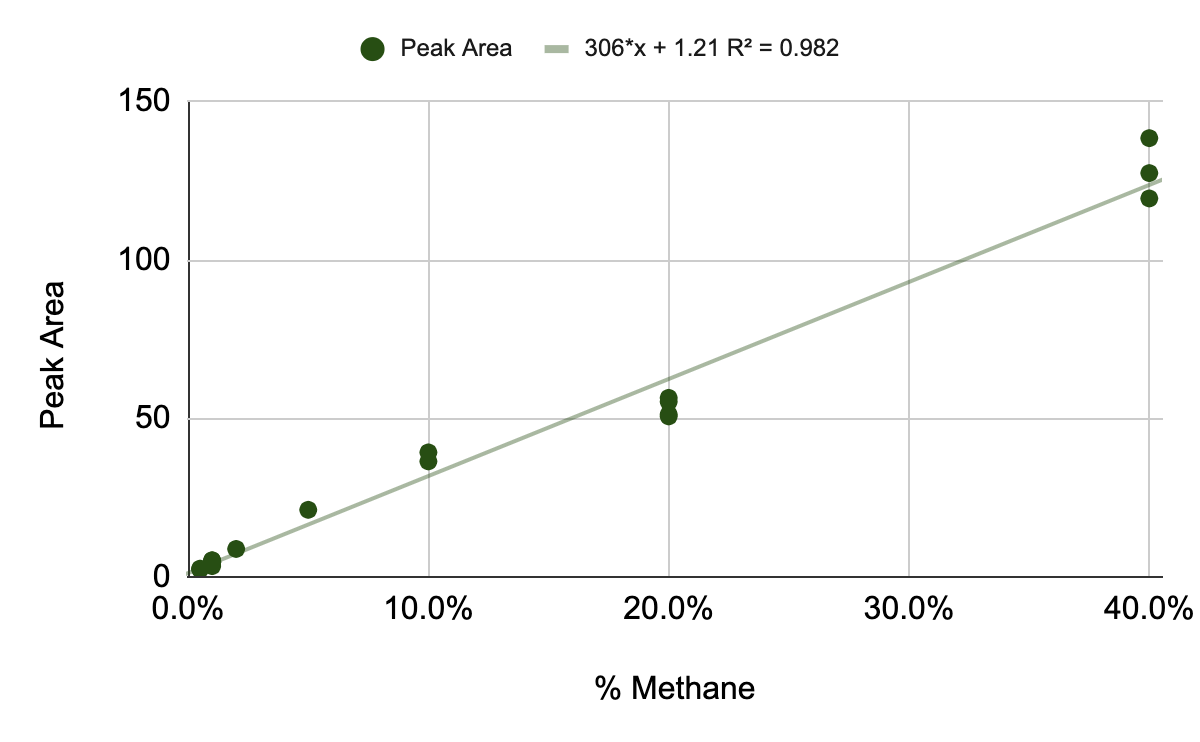 Peak Area 306*x + 1.21 R² = 0.982
150
100
50
0
Peak Area
0.0% 10.0% 20.0% 30.0% 40.0%
% Methane